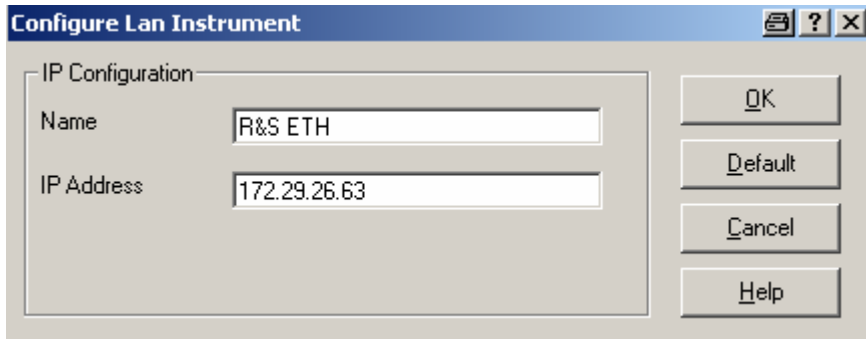 Configure Lan Instrument
?
IP Configuration
Name
R&S ETH
IP Address
172.29.26.63
OK
Default
Cancel
Help